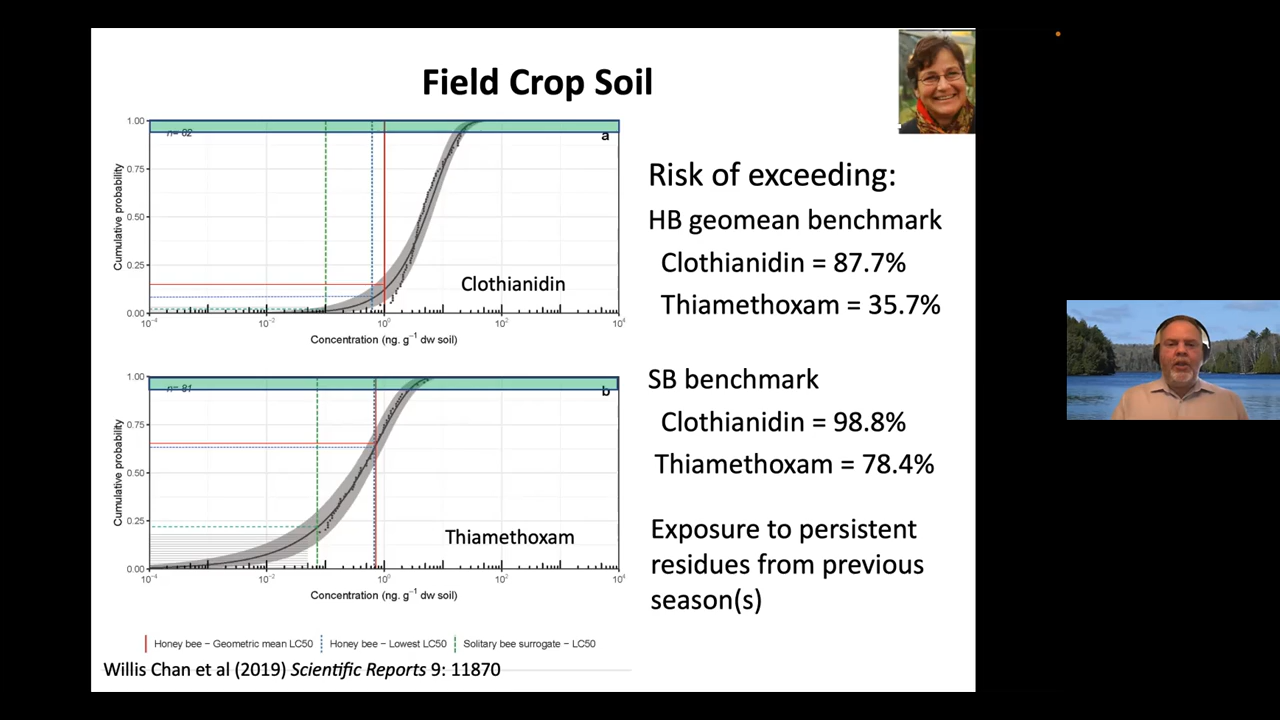 Field Crop Soil
1.00
0.75
0.50
0.25
0.00
Cumulative probability
a
Clothianidin
10⁻⁴ 10⁻² 10⁰ 10² 10⁴
Concentration (ng. g⁻¹ dw soil)
1.00
0.75
0.50
0.25
0.00
Cumulative probability
n= 81
b
Thiamethoxam
10⁻⁴ 10⁻² 10⁰ 10² 10⁴
Concentration (ng. g⁻¹ dw soil)
Honey bee − Geometric mean LC50 Honey bee − Lowest LC50 Solitary bee surrogate − LC50
Willis Chan et al (2019) Scientific Reports 9: 11870
Risk of exceeding:
HB geomean benchmark
Clothianidin = 87.7%
Thiamethoxam = 35.7%
SB benchmark
Clothianidin = 98.8%
Thiamethoxam = 78.4%
Exposure to persistent
residues from previous
season(s)